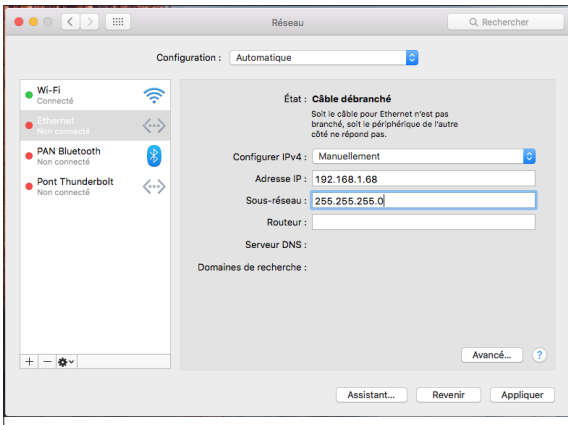 Réseau
Rechercher
Configuration : Automatique
Wi-Fi
Connecté
Ethernet
Non connecté
PAN Bluetooth
Non connecté
Pont Thunderbolt
Non connecté
État : Câble débranché
Soit le câble pour Ethernet n'est pas
branché, soit le périphérique de l'autre
côté ne répond pas.
Configurer IPv4 : Manuellement
Adresse IP : 192.168.1.68
Sous-réseau : 255.255.255.0
Routeur :
Serveur DNS :
Domaines de recherche :
Avancé... ?
Assistant... Revenir Appliquer